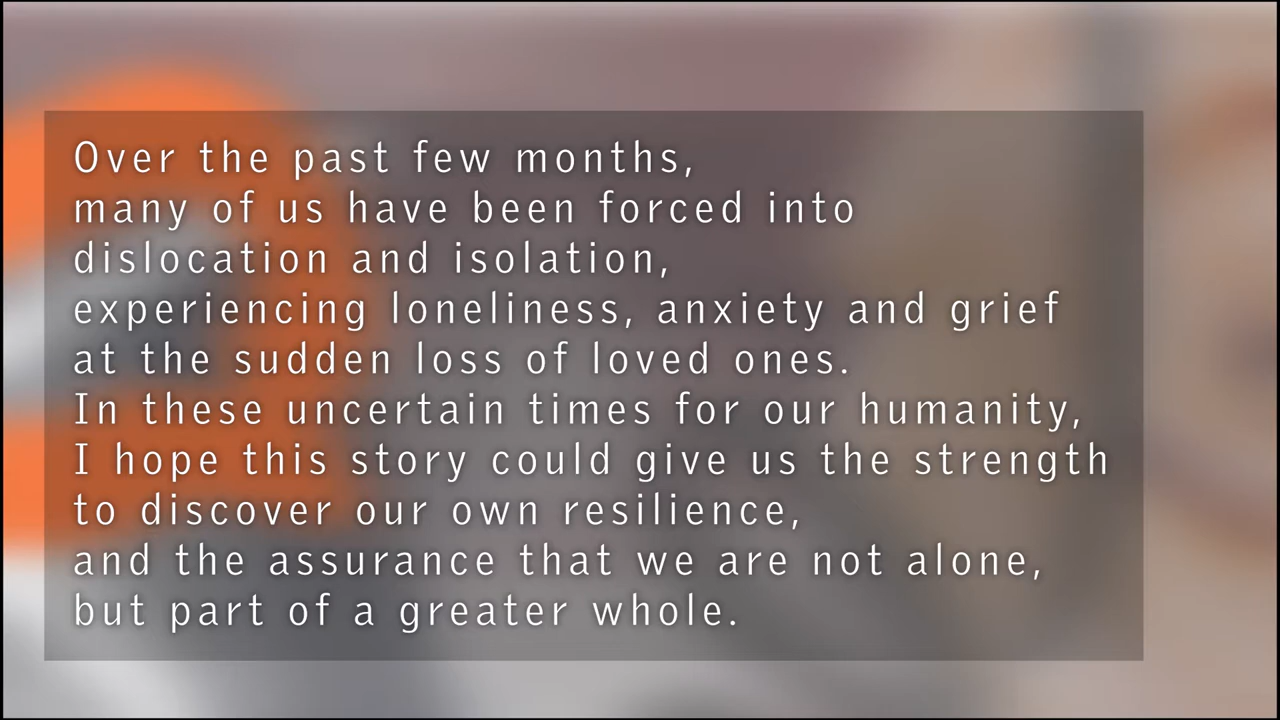 Over the past few months,
many of us have been forced into
dislocation and isolation,
experiencing loneliness, anxiety and grief
at the sudden loss of loved ones.
In these uncertain times for our humanity,
I hope this story could give us the strength
to discover our own resilience,
and the assurance that we are not alone,
but part of a greater whole.